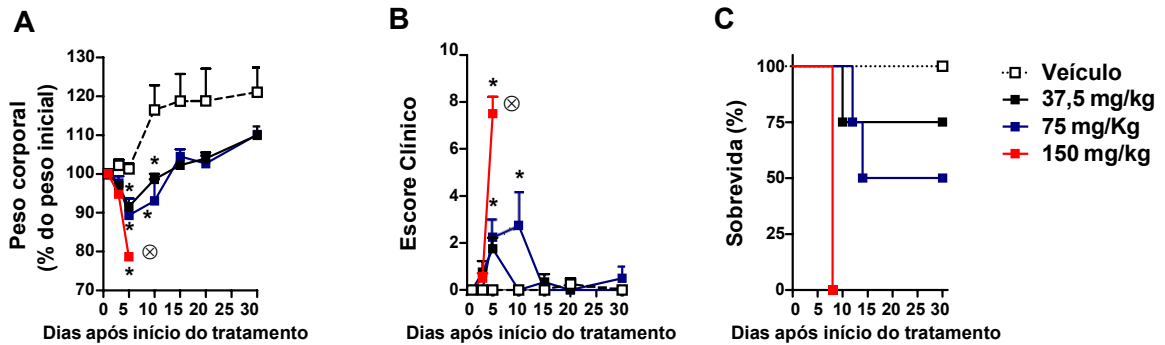 A
Peso corporal
(% do peso inicial)
130
120
110
100
90
80
70
* * * * *
⊗
0 5 10 15 20 25 30
Dias após início do tratamento
B
Escore Clínico
10
8
6
4
2
0
* * *
⊗
0 5 10 15 20 25 30
Dias após início do tratamento
C
Sobrevida (%)
100
75
50
25
0
0 5 10 15 20 25 30
Dias após início do tratamento
Veículo
37,5 mg/kg
75 mg/Kg
150 mg/kg